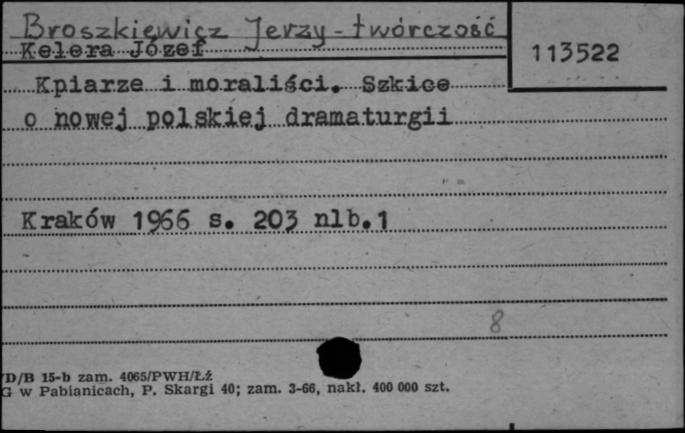 Broszkiewicz Jerzy - twórczość
Kelera Józef
113522
Kpiarze i moraliści. Szkice
o nowej polskiej dramaturgii
Kraków 1966 s. 203 nlb.1
8
D/B 15-b zam. 4065/PWH/Łź
G w Pabianicach, P. Skargi 40; zam. 3-66, nakł. 400 000 szt.